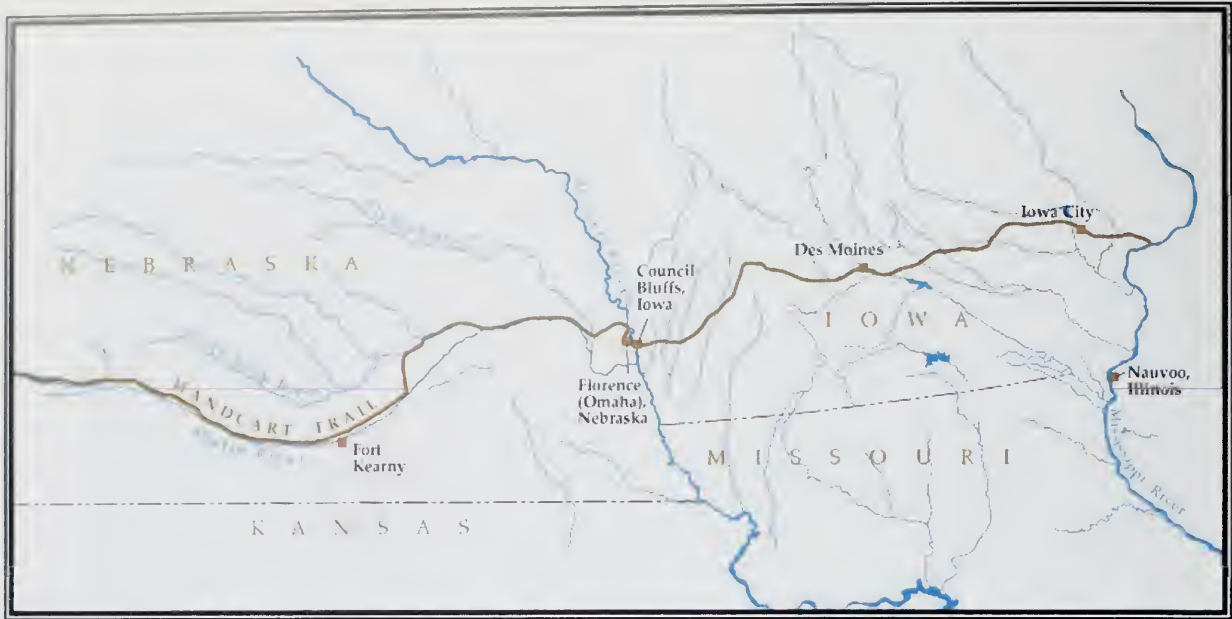 Iowa City
Des Moines
NEBRASKA
Council
Bluffs,
Iowa
IOWA
Florence
(Omaha),
Nebraska
Nauvoo,
Illinois
HANDCART TRAIL
Fort
Kearny
MISSOURI
Mississippi River
KANSAS